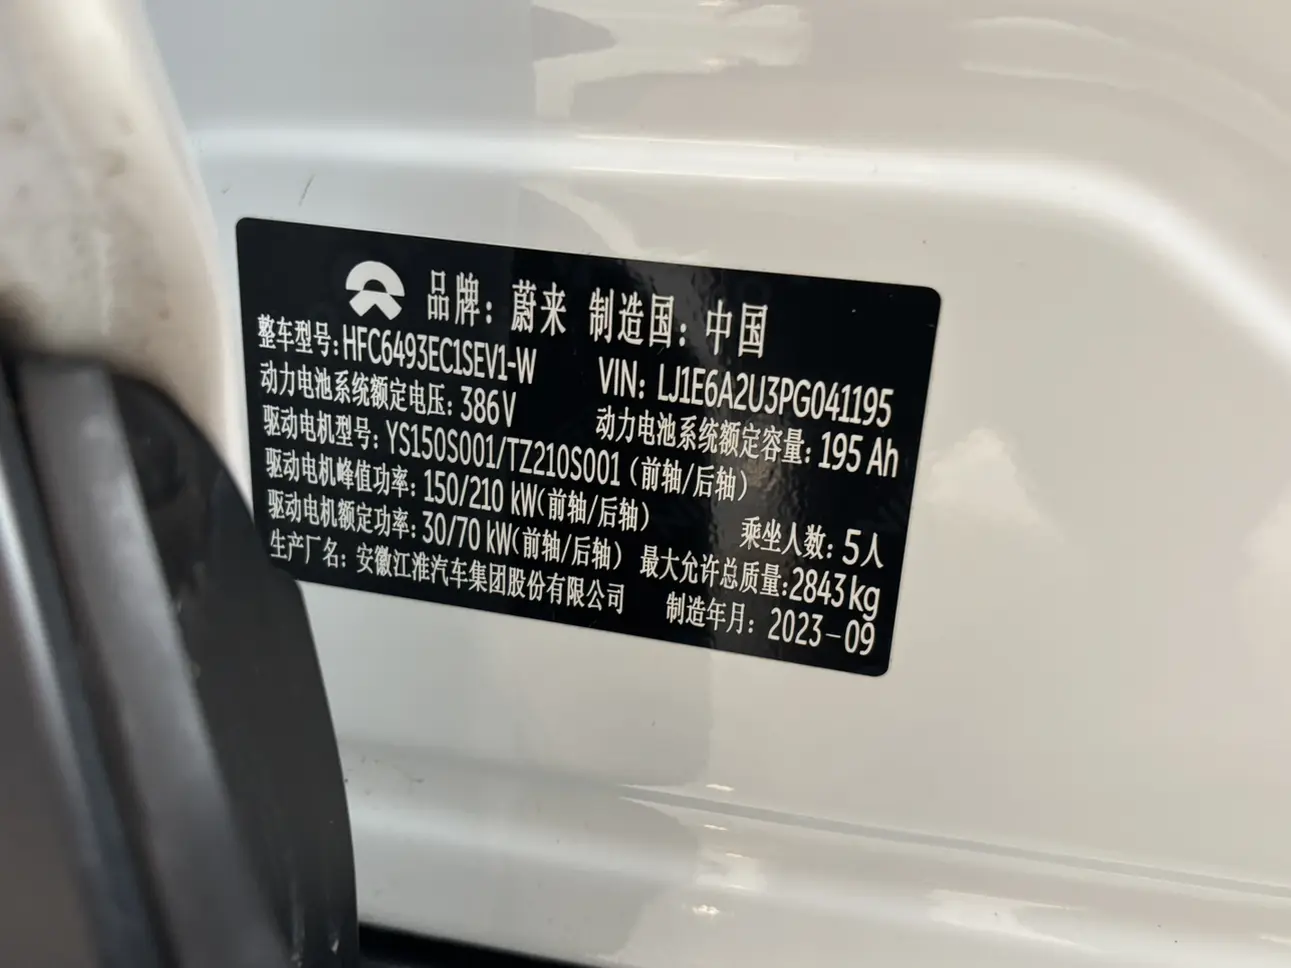 品牌：蔚来 制造国：中国
整车型号：HFC6493EC1SEV1-W VIN：LJ1E6A2U3PG041195
动力电池系统额定电压：386V 动力电池系统额定容量：195 Ah
驱动电机型号：YS150S001/TZ210S001（前轴/后轴）
驱动电机峰值功率：150/210 kW（前轴/后轴） 乘坐人数：5人
驱动电机额定功率：30/70 kW（前轴/后轴） 最大允许总质量：2843kg
生产厂名：安徽江淮汽车集团股份有限公司 制造年月：2023-09